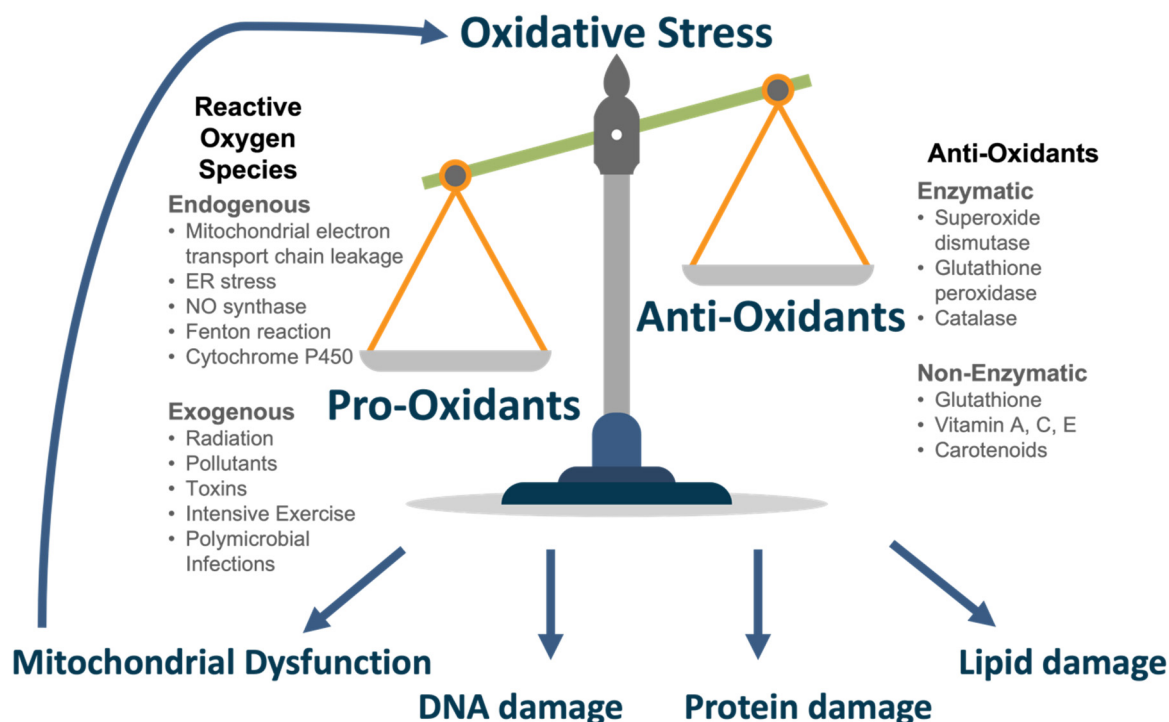 Oxidative Stress
Reactive
Oxygen
Species
Endogenous
• Mitochondrial electron
transport chain leakage
• ER stress
• NO synthase
• Fenton reaction
• Cytochrome P450
Exogenous
• Radiation
• Pollutants
• Toxins
• Intensive Exercise
• Polymicrobial
Infections
Pro-Oxidants
Anti-Oxidants
Anti-Oxidants
Enzymatic
• Superoxide
dismutase
• Glutathione
peroxidase
• Catalase
Non-Enzymatic
• Glutathione
• Vitamin A, C, E
• Carotenoids
Mitochondrial Dysfunction
DNA damage
Protein damage
Lipid damage